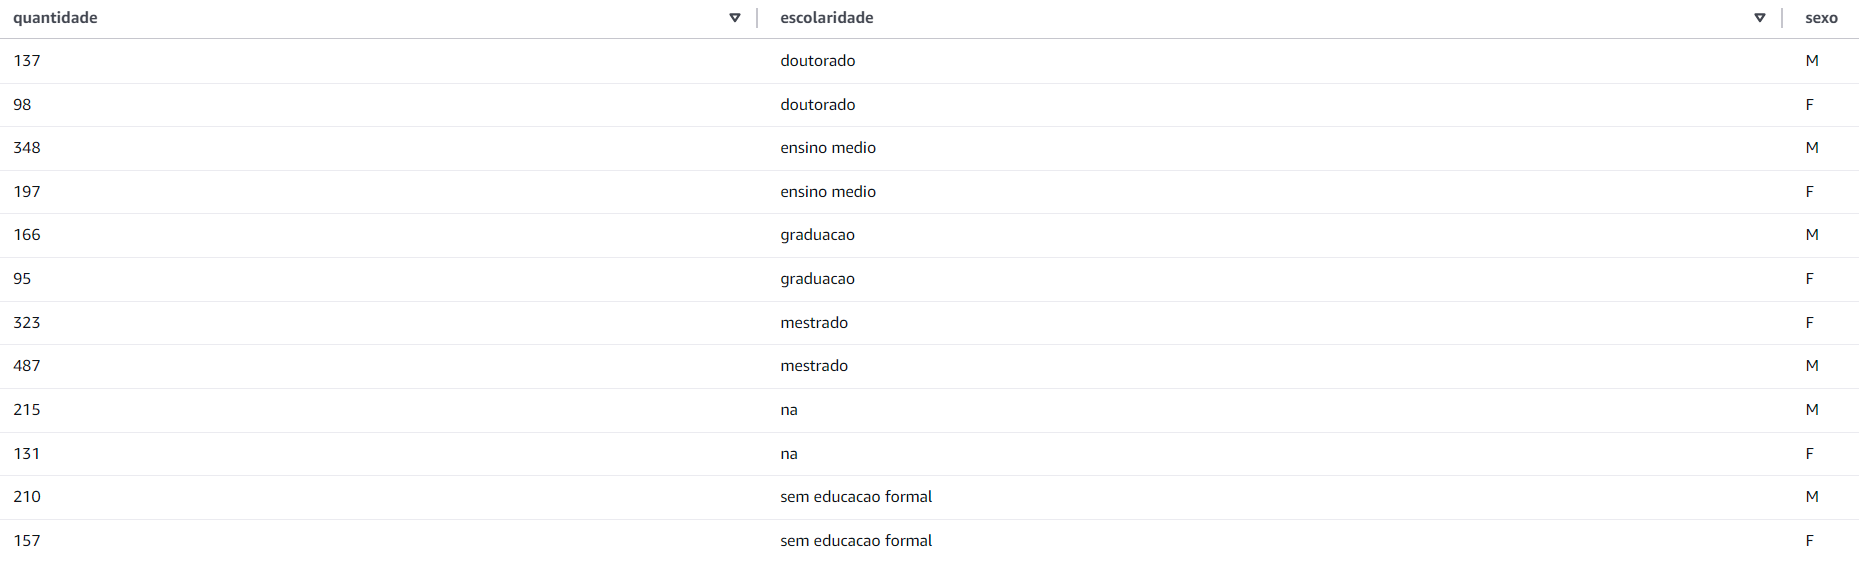 quantidade escolaridade sexo
137 doutorado M
98 doutorado F
348 ensino medio M
197 ensino medio F
166 graduacao M
95 graduacao F
323 mestrado F
487 mestrado M
215 na M
131 na F
210 sem educacao formal M
157 sem educacao formal F